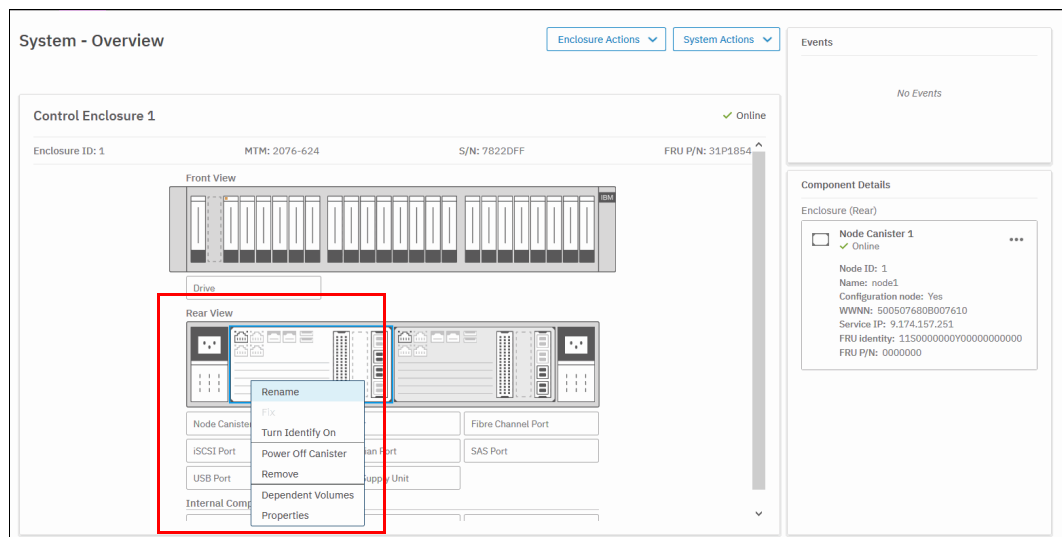 System - Overview
Enclosure Actions
System Actions
Control Enclosure 1
Online
Enclosure ID: 1
MTM: 2076-624
S/N: 7822DFF
FRU P/N: 31P1854
Front View
IBM
Drive
Rear View
Rename
Fix
Turn Identify On
Power Off Canister
Remove
Dependent Volumes
Properties
Node Caniste
Fibre Channel Port
iSCSI Port
ian Port
SAS Port
USB Port
Supply Unit
Internal Comp
Events
No Events
Component Details
Enclosure (Rear)
Node Canister 1
Online
Node ID: 1
Name: node1
Configuration node: Yes
WWNN: 500507680B007610
Service IP: 9.174.157.251
FRU identity: 11S0000000Y00000000000
FRU P/N: 0000000